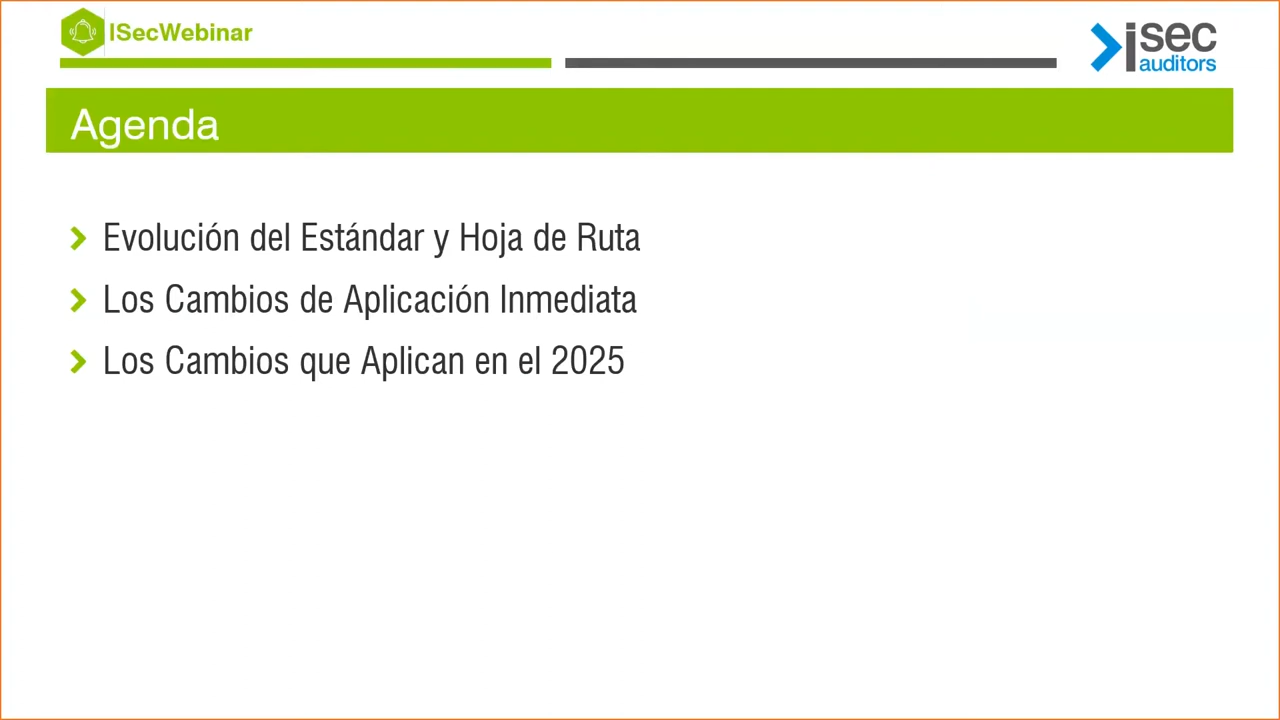 ISecWebinar
isec
auditors
Agenda
Evolución del Estándar y Hoja de Ruta
Los Cambios de Aplicación Inmediata
Los Cambios que Aplican en el 2025